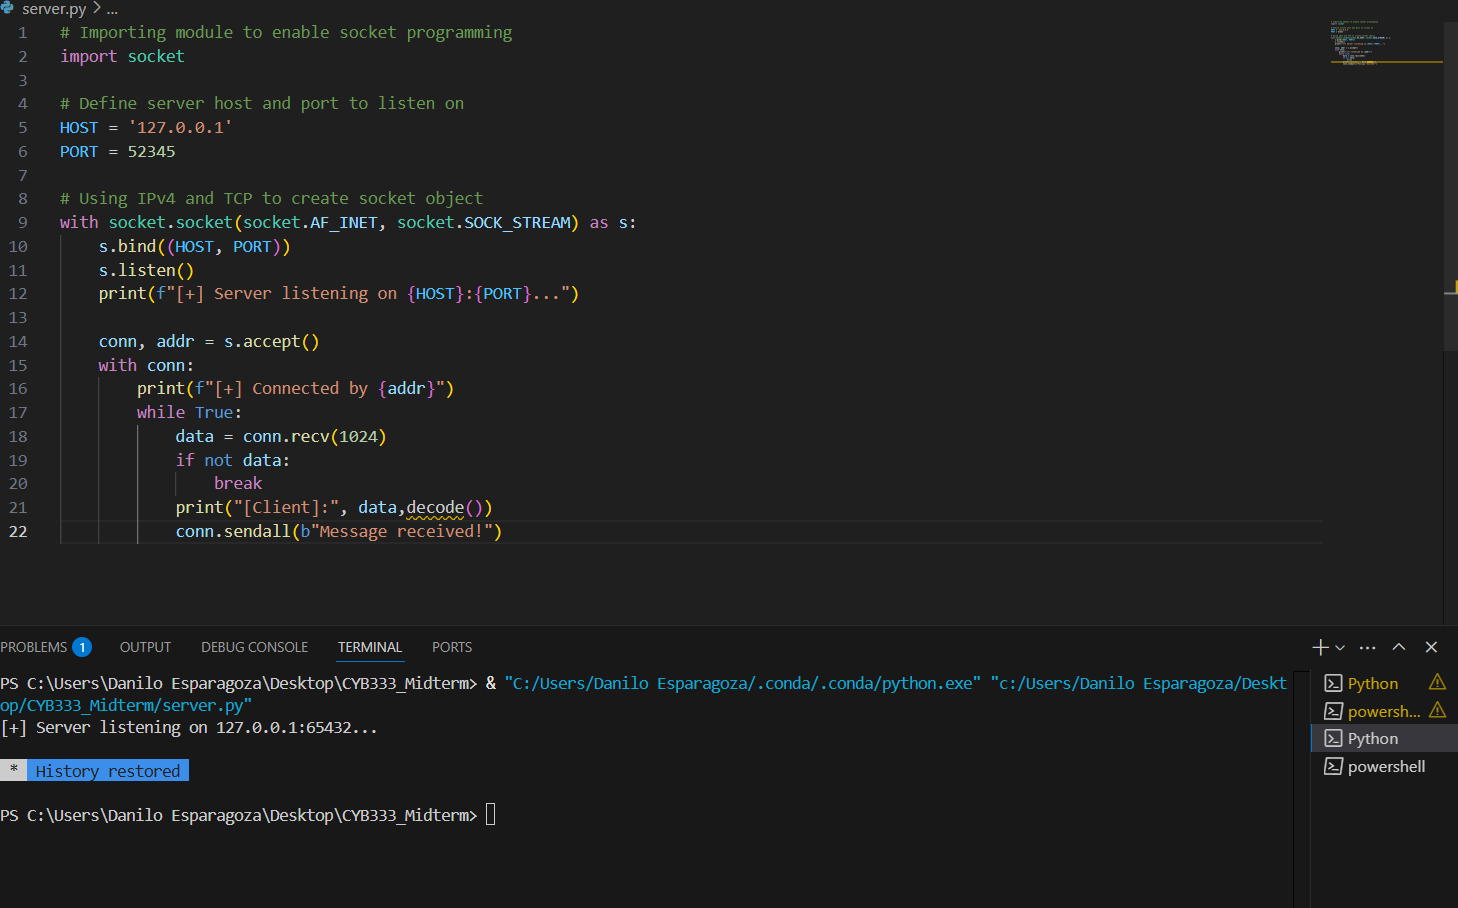 server.py > ...
1 # Importing module to enable socket programming
2 import socket
3
4 # Define server host and port to listen on
5 HOST = '127.0.0.1'
6 PORT = 52345
7
8 # Using IPv4 and TCP to create socket object
9 with socket.socket(socket.AF_INET, socket.SOCK_STREAM) as s:
10     s.bind((HOST, PORT))
11     s.listen()
12     print(f"[+] Server listening on {HOST}:{PORT}...")
13
14     conn, addr = s.accept()
15     with conn:
16         print(f"[+] Connected by {addr}")
17         while True:
18             data = conn.recv(1024)
19             if not data:
20                 break
21             print("[Client]:", data,decode())
22             conn.sendall(b"Message received!")
PROBLEMS 1 OUTPUT DEBUG CONSOLE TERMINAL PORTS
PS C:\Users\Danilo Esparagoza\Desktop\CYB333_Midterm> & "C:/Users/Danilo Esparagoza/.conda/.conda/python.exe" "c:/Users/Danilo Esparagoza/Deskt
op/CYB333_Midterm/server.py"
[+] Server listening on 127.0.0.1:65432...
* History restored
PS C:\Users\Danilo Esparagoza\Desktop\CYB333_Midterm>
Python
powersh...
Python
powershell